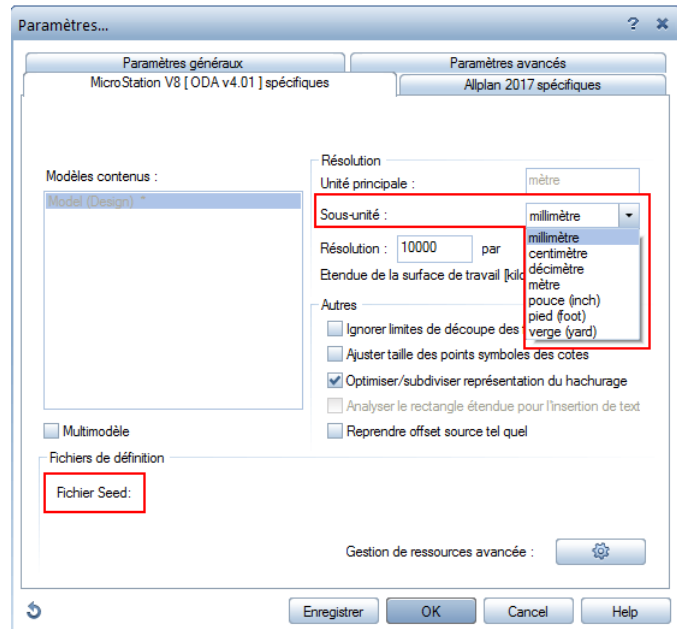 Paramètres...
Paramètres généraux
Paramètres avancés
MicroStation V8 [ ODA v4.01 ] spécifiques
Allplan 2017 spécifiques
Modèles contenus :
Model (Design) *
Résolution
Unité principale :
mètre
Sous-unité :
millimètre
millimètre
centimètre
décimètre
mètre
pouce (inch)
pied (foot)
verge (yard)
Résolution :
10000
par
Etendue de la surface de travail
Autres
Ignorer limites de découpe des
Ajuster taille des points symboles des cotes
Optimiser/subdiviser représentation du hachurage
Analyser le rectangle étendue pour l'insertion de text
Reprendre offset source tel quel
Multimodèle
Fichiers de définition
Fichier Seed:
Gestion de ressources avancée :
Enregistrer
OK
Cancel
Help